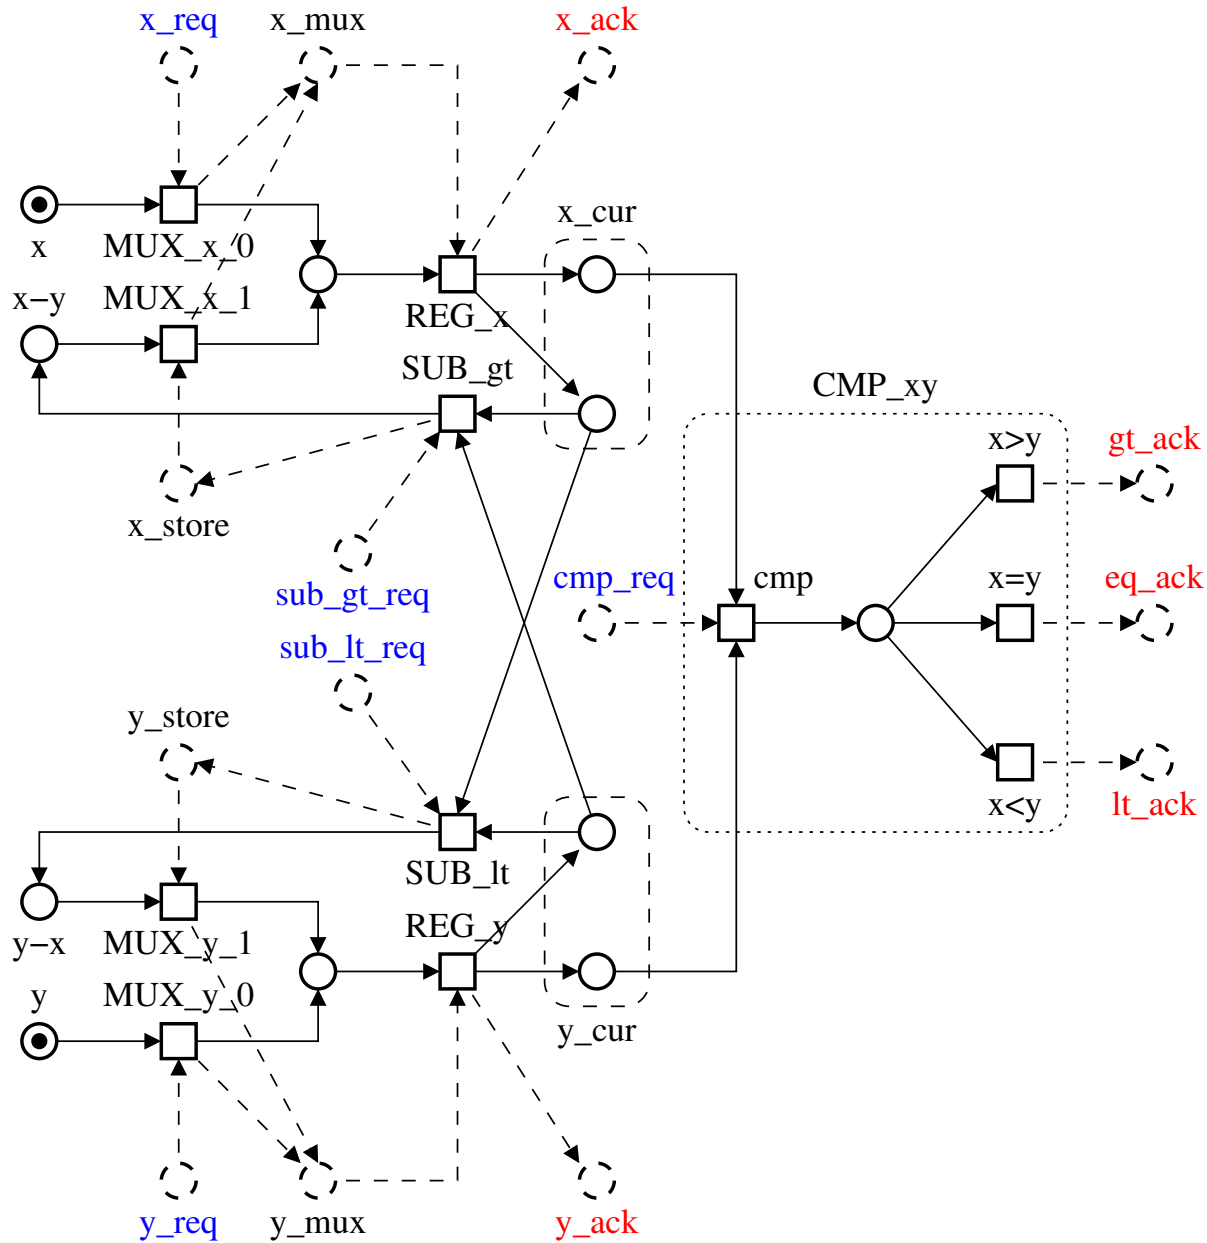 x_req
x_mux
x_ack
x_cur
x
MUX_x_0
x−y
MUX_x_1
REG_x
SUB_gt
CMP_xy
x>y
gt_ack
x_store
sub_gt_req
cmp_req
cmp
x=y
eq_ack
sub_lt_req
y_store
x<y
lt_ack
SUB_lt
REG_y
y−x
MUX_y_1
y
MUX_y_0
y_cur
y_req
y_mux
y_ack